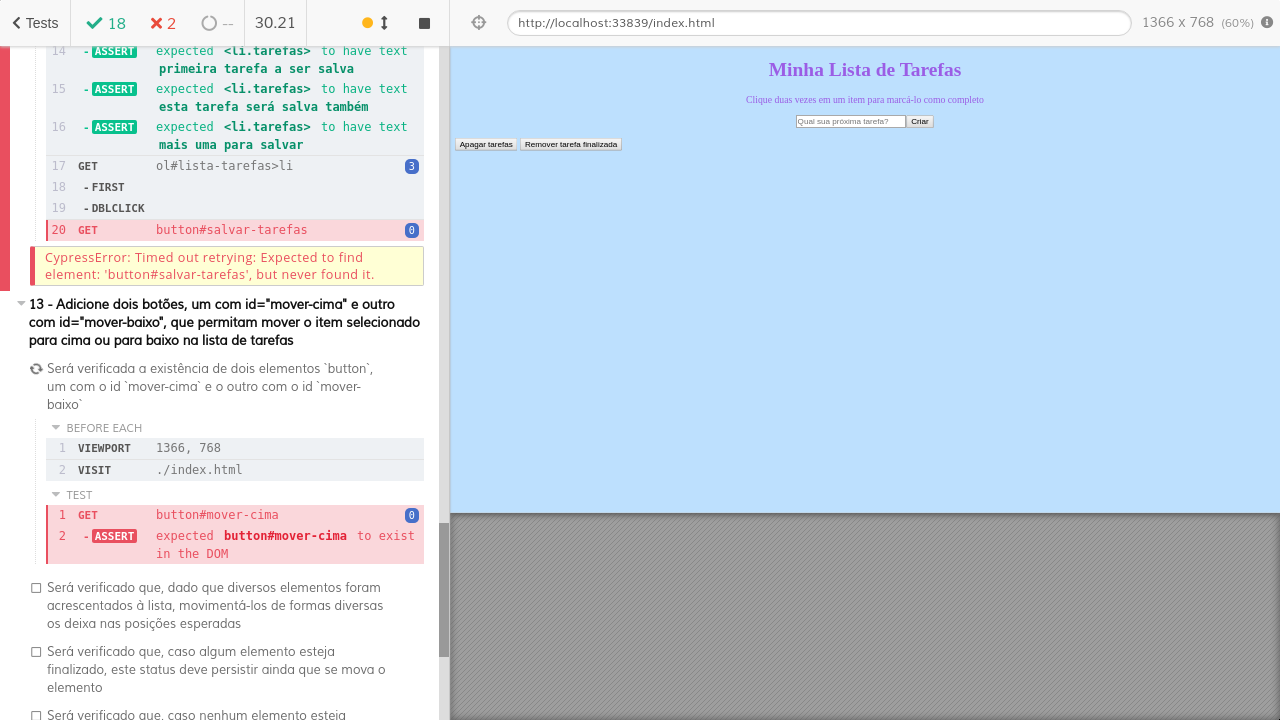 Tests 18 2 -- 30.21
14 - ASSERT expected <li.tarefas> to have text
primeira tarefa a ser salva
15 - ASSERT expected <li.tarefas> to have text
esta tarefa será salva também
16 - ASSERT expected <li.tarefas> to have text
mais uma para salvar
17 GET ol#lista-tarefas>li 3
18 - FIRST
19 - DBLCLICK
20 GET button#salvar-tarefas 0
CypressError: Timed out retrying: Expected to find
element: 'button#salvar-tarefas', but never found it.
13 - Adicione dois botões, um com id="mover-cima" e outro
com id="mover-baixo", que permitam mover o item selecionado
para cima ou para baixo na lista de tarefas
Será verificada a existência de dois elementos `button`,
um com o id `mover-cima` e o outro com o id `mover-
baixo`
BEFORE EACH
1 VIEWPORT 1366, 768
2 VISIT ./index.html
TEST
1 GET button#mover-cima 0
2 - ASSERT expected button#mover-cima to exist
in the DOM
Será verificado que, dado que diversos elementos foram
acrescentados à lista, movimentá-los de formas diversas
os deixa nas posições esperadas
Será verificado que, caso algum elemento esteja
finalizado, este status deve persistir ainda que se mova o
elemento
Será verificado que, caso nenhum elemento esteja
http://localhost:33839/index.html 1366 x 768 (60%)
Minha Lista de Tarefas
Clique duas vezes em um item para marcá-lo como completo
Qual sua próxima tarefa? Criar
Apagar tarefas Remover tarefa finalizada